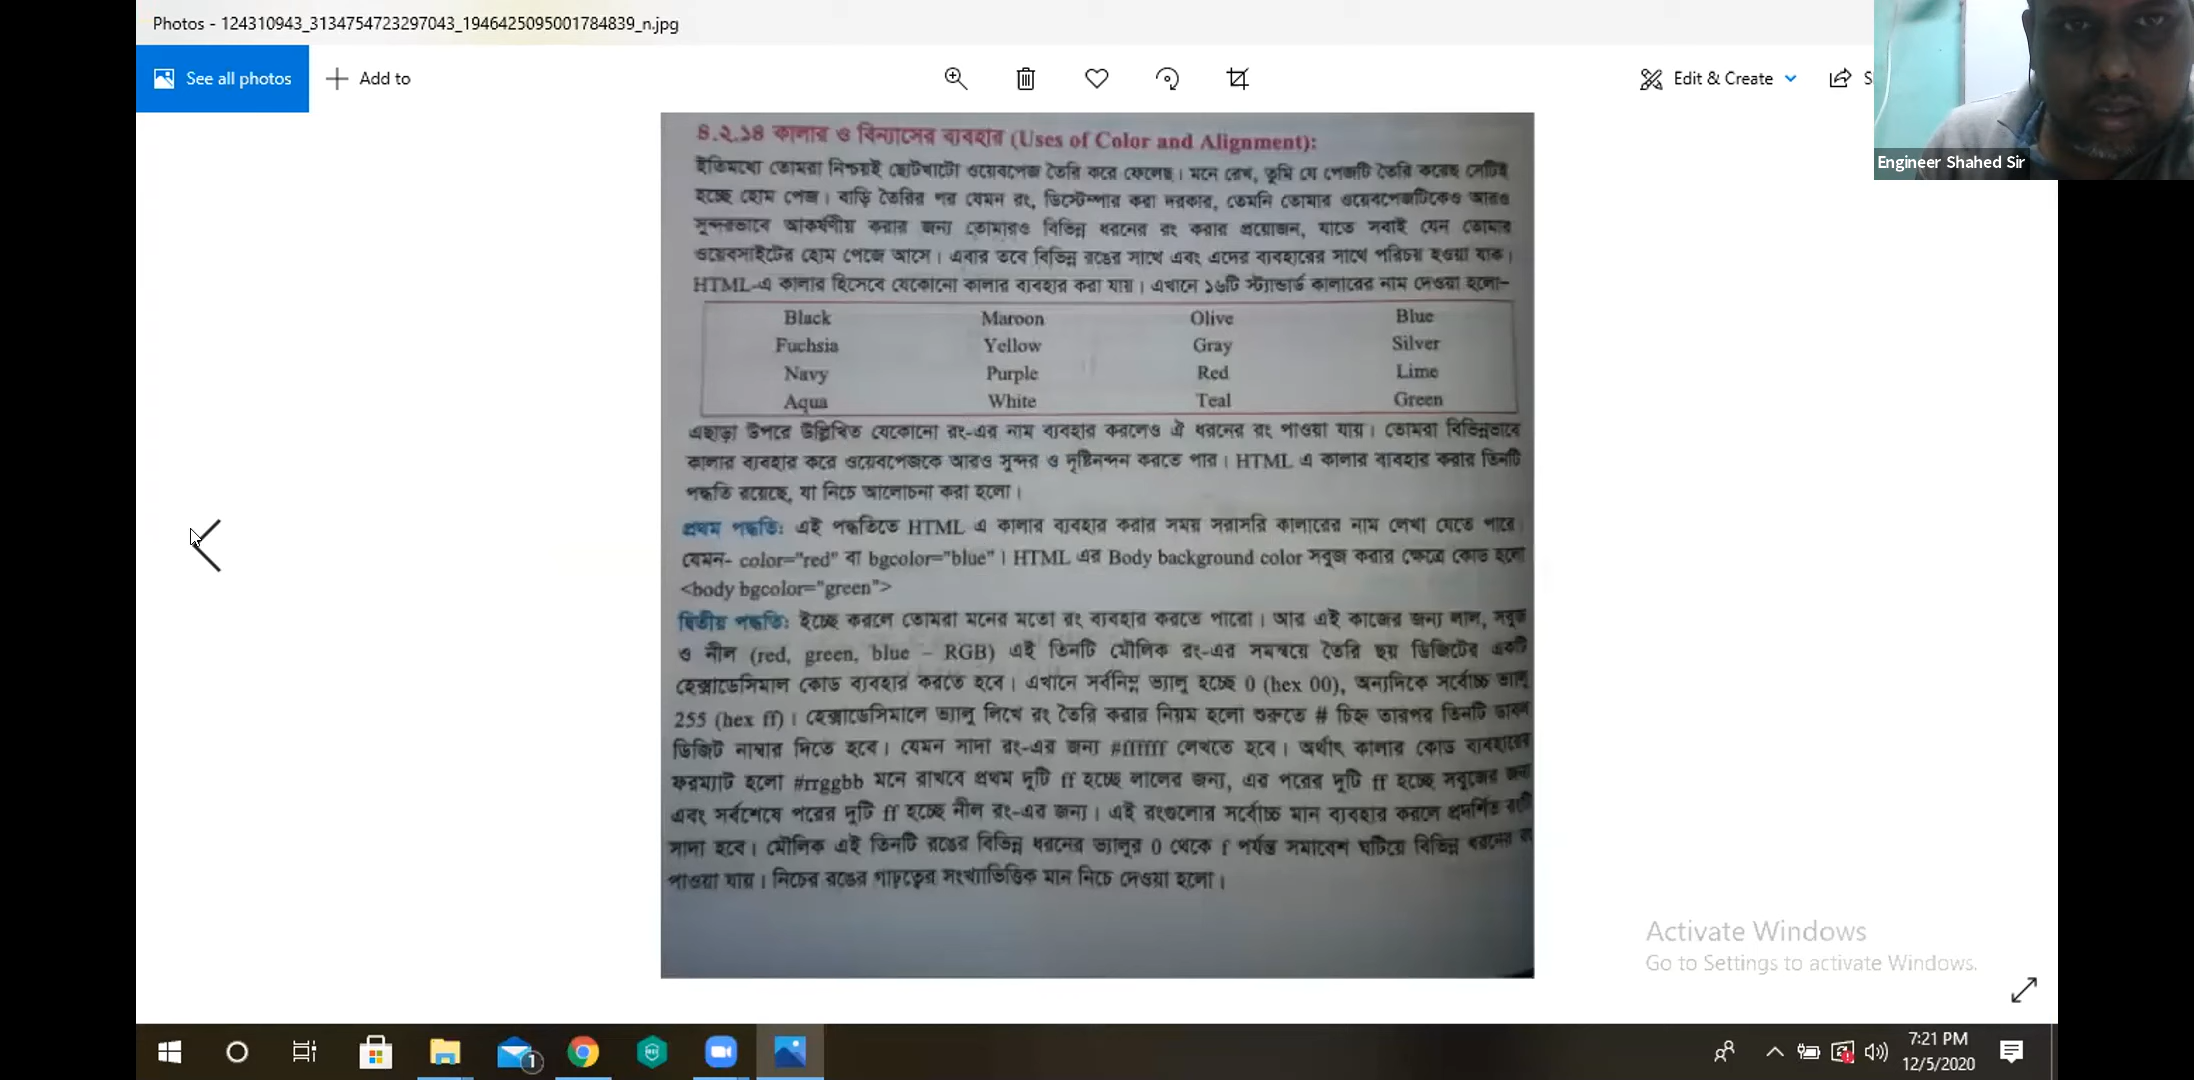 Photos - 124310943_3134754723297043_1946425095001784839_n.jpg
See all photos
Add to
Edit & Create
Engineer Shahed Sir
৪.২.১৪ কালার ও বিন্যাসের ব্যবহার (Uses of Color and Alignment):
ইতিমধ্যে তোমরা নিশ্চয়ই ছোটখাটো ওয়েবপেজ তৈরি করে ফেলেছ। মনে রেখ, তুমি যে পেজটি তৈরি করেছ সেটিই
হচ্ছে হোম পেজ। বাড়ি তৈরির পর যেমন রং, ডিস্টেম্পার করা দরকার, তেমনি তোমার ওয়েবপেজটিকেও আরও
সুন্দরভাবে আকর্ষণীয় করার জন্য তোমারও বিভিন্ন ধরনের রং করার প্রয়োজন, যাতে সবাই যেন তোমার
ওয়েবসাইটের হোম পেজে আসে। এবার তবে বিভিন্ন রঙের সাথে এবং এদের ব্যবহারের সাথে পরিচয় হওয়া যাক।
HTML-এ কালার হিসেবে যেকোনো কালার ব্যবহার করা যায়। এখানে ১৬টি স্ট্যান্ডার্ড কালারের নাম দেওয়া হলো–
Black Maroon Olive Blue
Fuchsia Yellow Gray Silver
Navy Purple Red Lime
Aqua White Teal Green
এছাড়া উপরে উল্লিখিত যেকোনো রং-এর নাম ব্যবহার করলেও ঐ ধরনের রং পাওয়া যায়। তোমরা বিভিন্নভাবে
কালার ব্যবহার করে ওয়েবপেজকে আরও সুন্দর ও দৃষ্টিনন্দন করতে পার। HTML এ কালার ব্যবহার করার তিনটি
পদ্ধতি রয়েছে, যা নিচে আলোচনা করা হলো।
প্রথম পদ্ধতি: এই পদ্ধতিতে HTML এ কালার ব্যবহার করার সময় সরাসরি কালারের নাম লেখা যেতে পারে।
যেমন- color="red" বা bgcolor="blue"। HTML এর Body background color সবুজ করার ক্ষেত্রে কোড হলো
<body bgcolor="green">
দ্বিতীয় পদ্ধতি: ইচ্ছে করলে তোমরা মনের মতো রং ব্যবহার করতে পারো। আর এই কাজের জন্য লাল, সবুজ
ও নীল (red, green, blue – RGB) এই তিনটি মৌলিক রং-এর সমন্বয়ে তৈরি ছয় ডিজিটের একটি
হেক্সাডেসিমাল কোড ব্যবহার করতে হবে। এখানে সর্বনিম্ন ভ্যালু হচ্ছে 0 (hex 00), অন্যদিকে সর্বোচ্চ ভ্যালু
255 (hex ff)। হেক্সাডেসিমালে ভ্যালু লিখে রং তৈরি করার নিয়ম হলো শুরুতে # চিহ্ন তারপর তিনটি ডাবল
ডিজিট নাম্বার দিতে হবে। যেমন সাদা রং-এর জন্য #ffffff লেখতে হবে। অর্থাৎ কালার কোড ব্যবহারের
ফরম্যাট হলো #rrggbb মনে রাখবে প্রথম দুটি ff হচ্ছে লালের জন্য, এর পরের দুটি ff হচ্ছে সবুজের জন্য
এবং সর্বশেষে পরের দুটি ff হচ্ছে নীল রং-এর জন্য। এই রংগুলোর সর্বোচ্চ মান ব্যবহার করলে প্রদর্শিত রংটি
সাদা হবে। মৌলিক এই তিনটি রঙের বিভিন্ন ধরনের ভ্যালুর 0 থেকে f পর্যন্ত সমাবেশ ঘটিয়ে বিভিন্ন ধরনের
পাওয়া যায়। নিচের রঙের গাঢ়ত্বের সংখ্যাভিত্তিক মান নিচে দেওয়া হলো।
Activate Windows
Go to Settings to activate Windows.
1
7:21 PM
12/5/2020